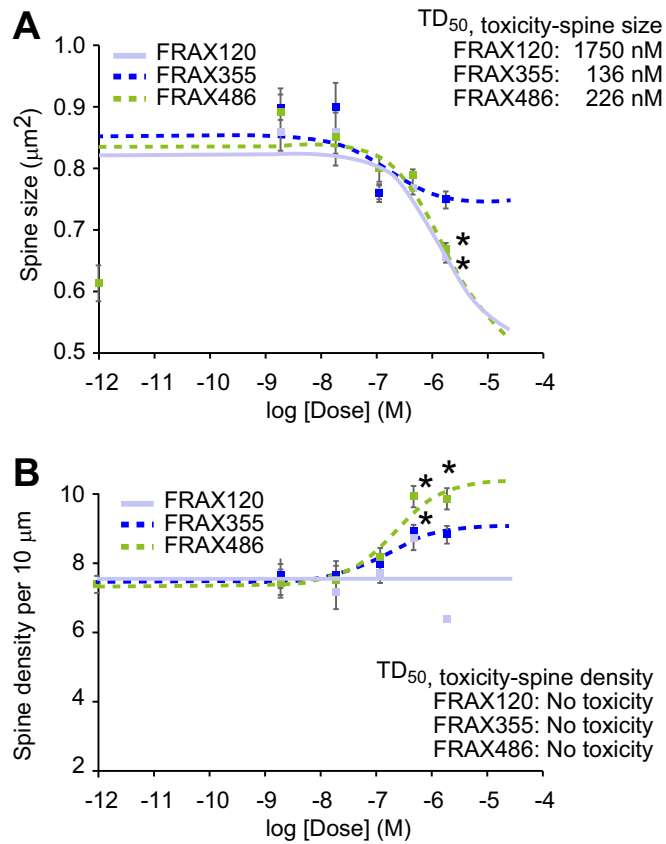 A
TD50, toxicity-spine size
FRAX120: 1750 nM
FRAX355: 136 nM
FRAX486: 226 nM
FRAX120
FRAX355
FRAX486
Spine size (μm2)
1.0
0.9
0.8
0.7
0.6
0.5
*
*
-12 -11 -10 -9 -8 -7 -6 -5 -4
log [Dose] (M)
B
FRAX120
FRAX355
FRAX486
Spine density per 10 μm
10
8
6
4
2
* *
*
TD50, toxicity-spine density
FRAX120: No toxicity
FRAX355: No toxicity
FRAX486: No toxicity
-12 -11 -10 -9 -8 -7 -6 -5 -4
log [Dose] (M)